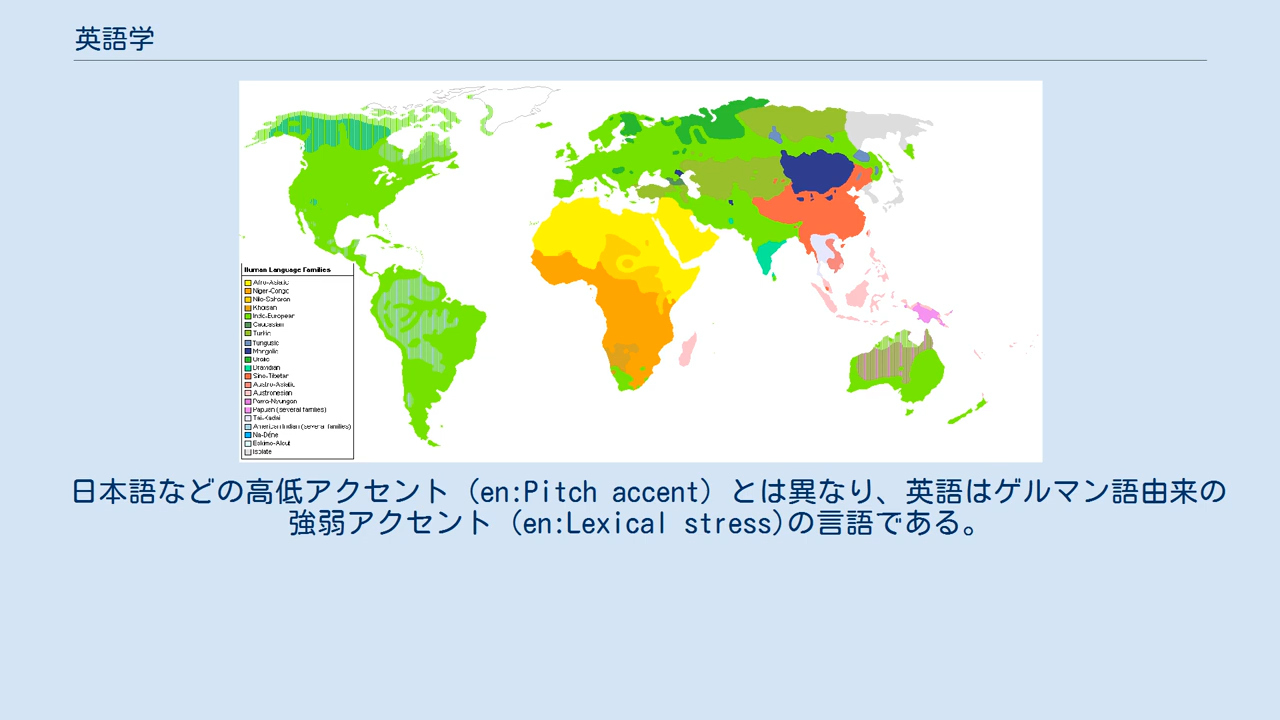 英語学
Human Language Families
Afro-Asiatic
Niger-Congo
Nilo-Saharan
Khoisan
Indo-European
Caucasian
Turkic
Tungusic
Mongolic
Uralic
Dravidian
Sino-Tibetan
Austro-Asiatic
Austronesian
Pama-Nyungan
Papuan (several families)
Tai-Kadai
American Indian (several families)
Na-Dene
Eskimo-Aleut
Isolate
日本語などの高低アクセント（en:Pitch accent）とは異なり、英語はゲルマン語由来の
強弱アクセント（en:Lexical stress)の言語である。